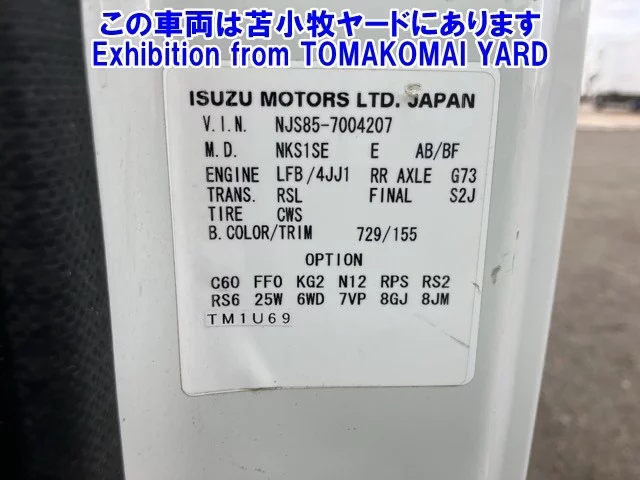 この車両は苫小牧ヤードにあります
Exhibition from TOMAKOMAI YARD
ISUZU MOTORS LTD. JAPAN
V.I.N. NJS85-7004207
M.D. NKS1SE E AB/BF
ENGINE LFB/4JJ1 RR AXLE G73
TRANS. RSL FINAL S2J
TIRE CWS
B.COLOR/TRIM 729/155
OPTION
C60 FF0 KG2 N12 RPS RS2
RS6 25W 6WD 7VP 8GJ 8JM
TM1U69